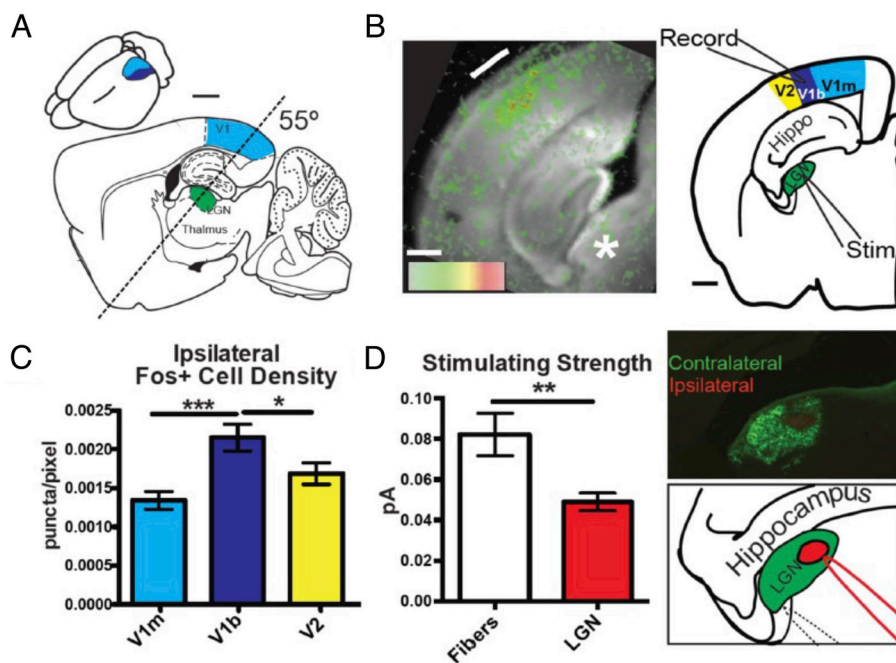 A
V1
55º
LGN
Thalmus
B
*
Record
V2
V1b
V1m
Hippo
LGN
Stim
C
Ipsilateral
Fos+ Cell Density
***
*
puncta/pixel
0.0025
0.0020
0.0015
0.0010
0.0005
0.0000
V1m
V1b
V2
D
Stimulating Strength
**
pA
0.10
0.08
0.06
0.04
0.02
0.00
Fibers
LGN
Contralateral
Ipsilateral
Hippocampus
LGN